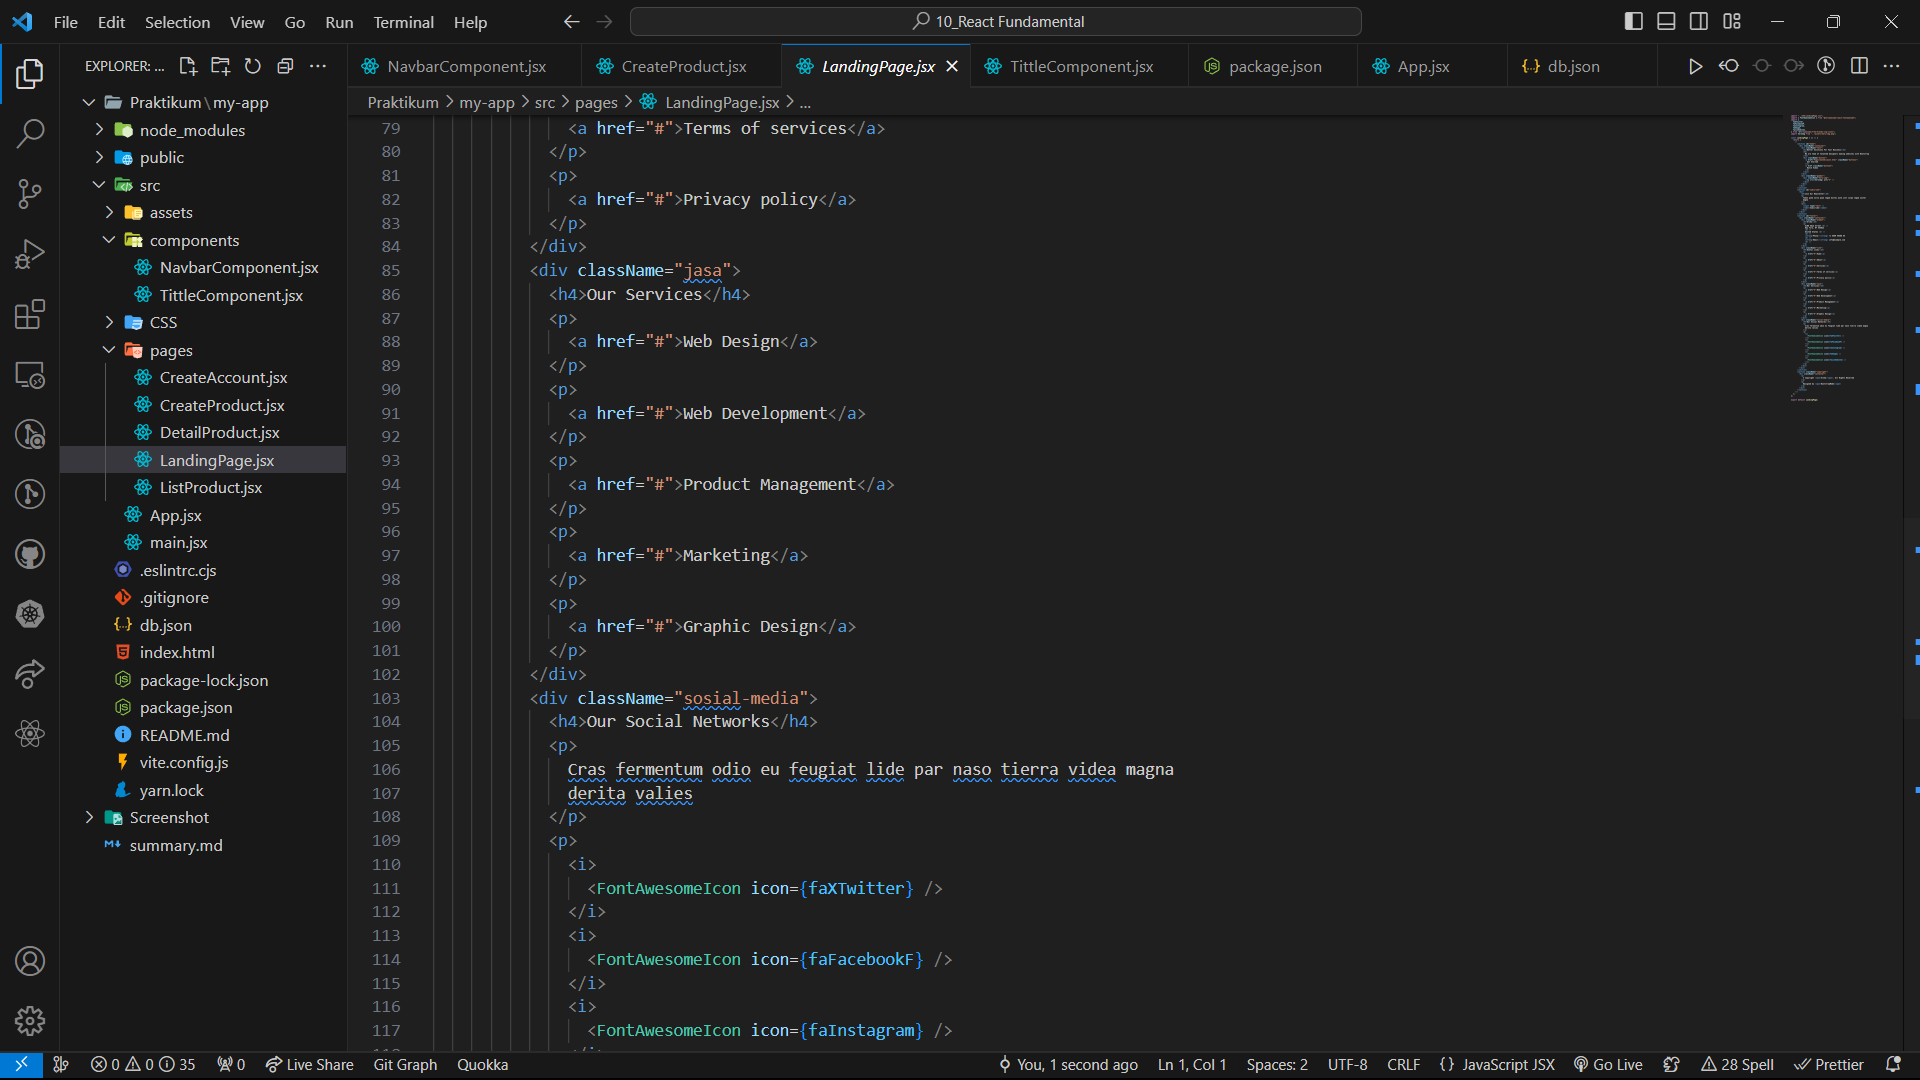 File Edit Selection View Go Run Terminal Help
10_React Fundamental
EXPLORER: ...
NavbarComponent.jsx
CreateProduct.jsx
LandingPage.jsx
TittleComponent.jsx
package.json
App.jsx
db.json
Praktikum > my-app > src > pages > LandingPage.jsx > ...
Praktikum\my-app
node_modules
public
src
assets
components
NavbarComponent.jsx
TittleComponent.jsx
CSS
pages
CreateAccount.jsx
CreateProduct.jsx
DetailProduct.jsx
LandingPage.jsx
ListProduct.jsx
App.jsx
main.jsx
.eslintrc.cjs
.gitignore
db.json
index.html
package-lock.json
package.json
README.md
vite.config.js
yarn.lock
Screenshot
summary.md
79 <a href="#">Terms of services</a>
80 </p>
81 <p>
82 <a href="#">Privacy policy</a>
83 </p>
84 </div>
85 <div className="jasa">
86 <h4>Our Services</h4>
87 <p>
88 <a href="#">Web Design</a>
89 </p>
90 <p>
91 <a href="#">Web Development</a>
92 </p>
93 <p>
94 <a href="#">Product Management</a>
95 </p>
96 <p>
97 <a href="#">Marketing</a>
98 </p>
99 <p>
100 <a href="#">Graphic Design</a>
101 </p>
102 </div>
103 <div className="sosial-media">
104 <h4>Our Social Networks</h4>
105 <p>
106 Cras fermentum odio eu feugiat lide par naso tierra videa magna
107 derita valies
108 </p>
109 <p>
110 <i>
111 <FontAwesomeIcon icon={faXTwitter} />
112 </i>
113 <i>
114 <FontAwesomeIcon icon={faFacebookF} />
115 </i>
116 <i>
117 <FontAwesomeIcon icon={faInstagram} />
0 0 35 0 Live Share Git Graph Quokka
You, 1 second ago Ln 1, Col 1 Spaces: 2 UTF-8 CRLF {} JavaScript JSX Go Live 28 Spell Prettier